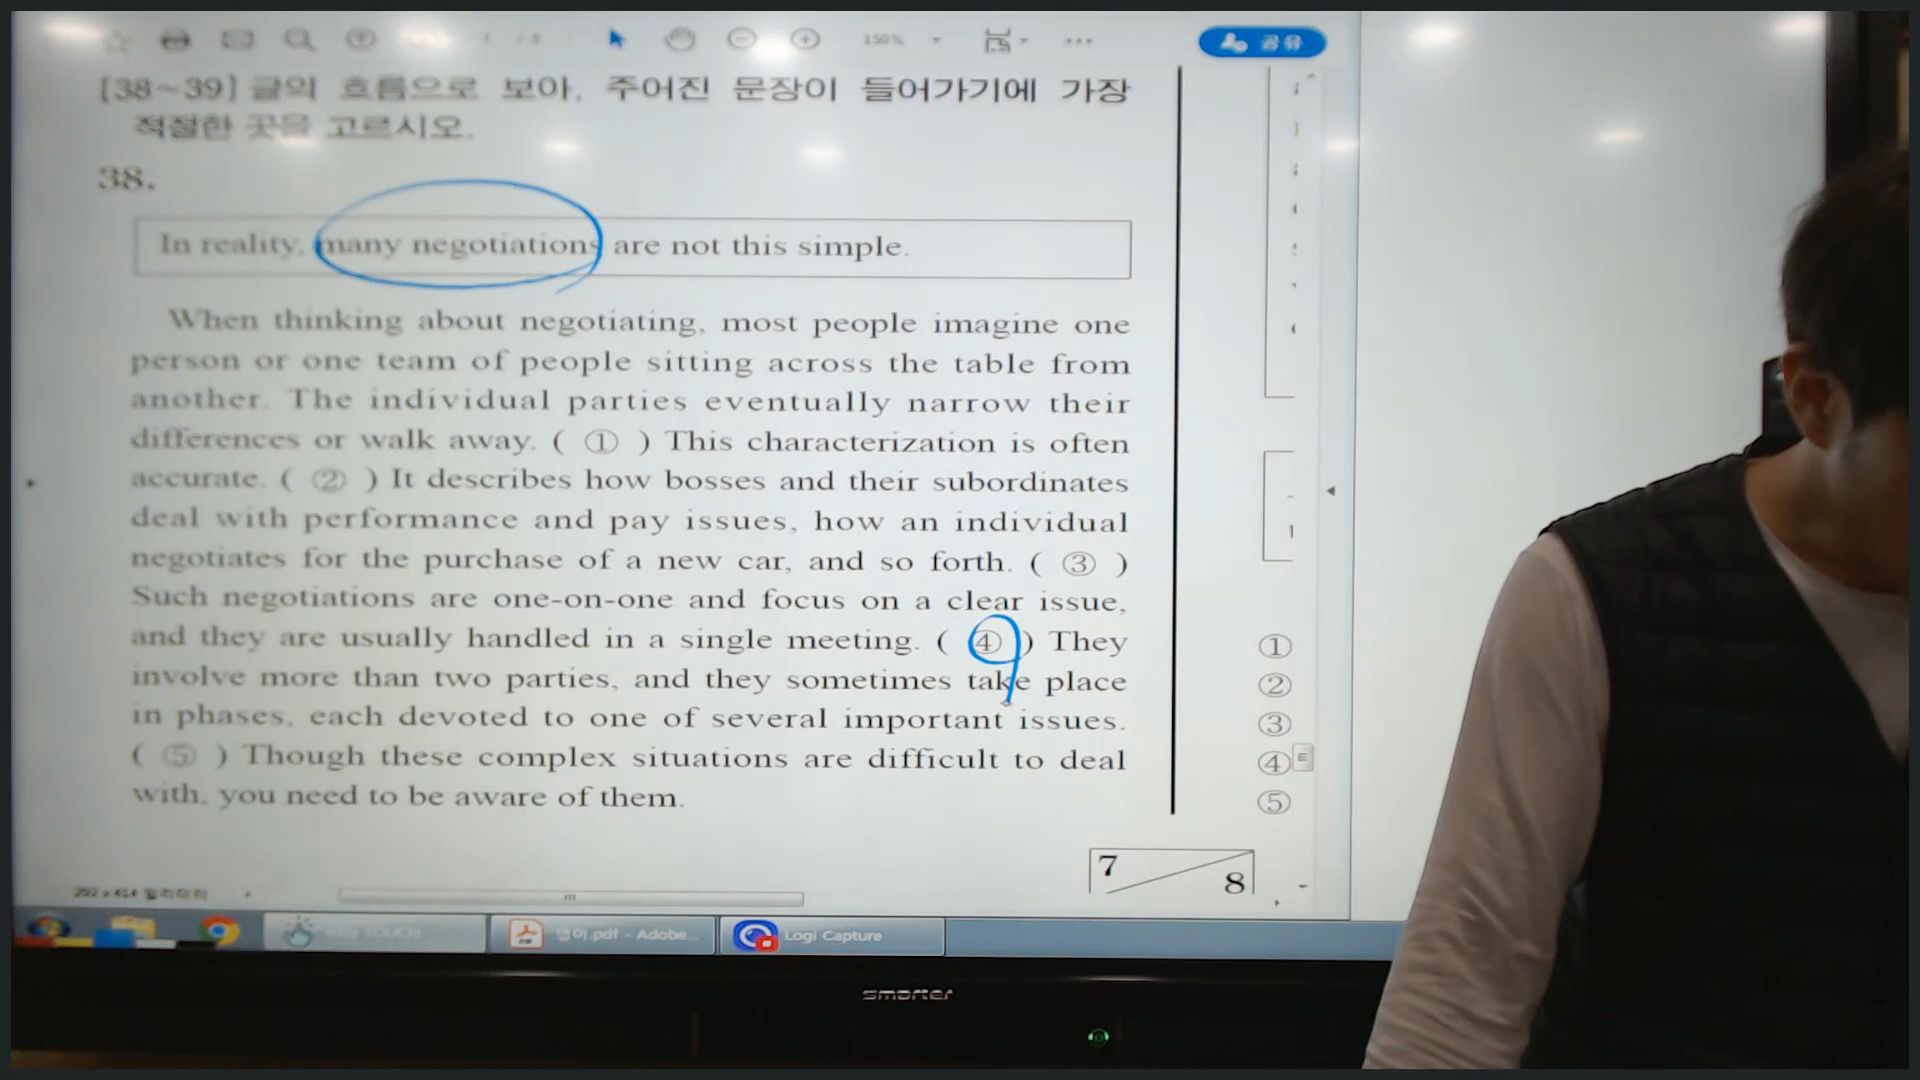 150%
공유
[38~39] 글의 흐름으로 보아, 주어진 문장이 들어가기에 가장
적절한 곳을 고르시오.
38.
In reality, many negotiations are not this simple.
When thinking about negotiating, most people imagine one
person or one team of people sitting across the table from
another. The individual parties eventually narrow their
differences or walk away. ( ① ) This characterization is often
accurate. ( ② ) It describes how bosses and their subordinates
deal with performance and pay issues, how an individual
negotiates for the purchase of a new car, and so forth. ( ③ )
Such negotiations are one-on-one and focus on a clear issue,
and they are usually handled in a single meeting. ( ④ ) They
involve more than two parties, and they sometimes take place
in phases, each devoted to one of several important issues.
( ⑤ ) Though these complex situations are difficult to deal
with, you need to be aware of them.
①
②
③
④
⑤
7
8
.pdf - Adobe...
Logi Capture
smarter